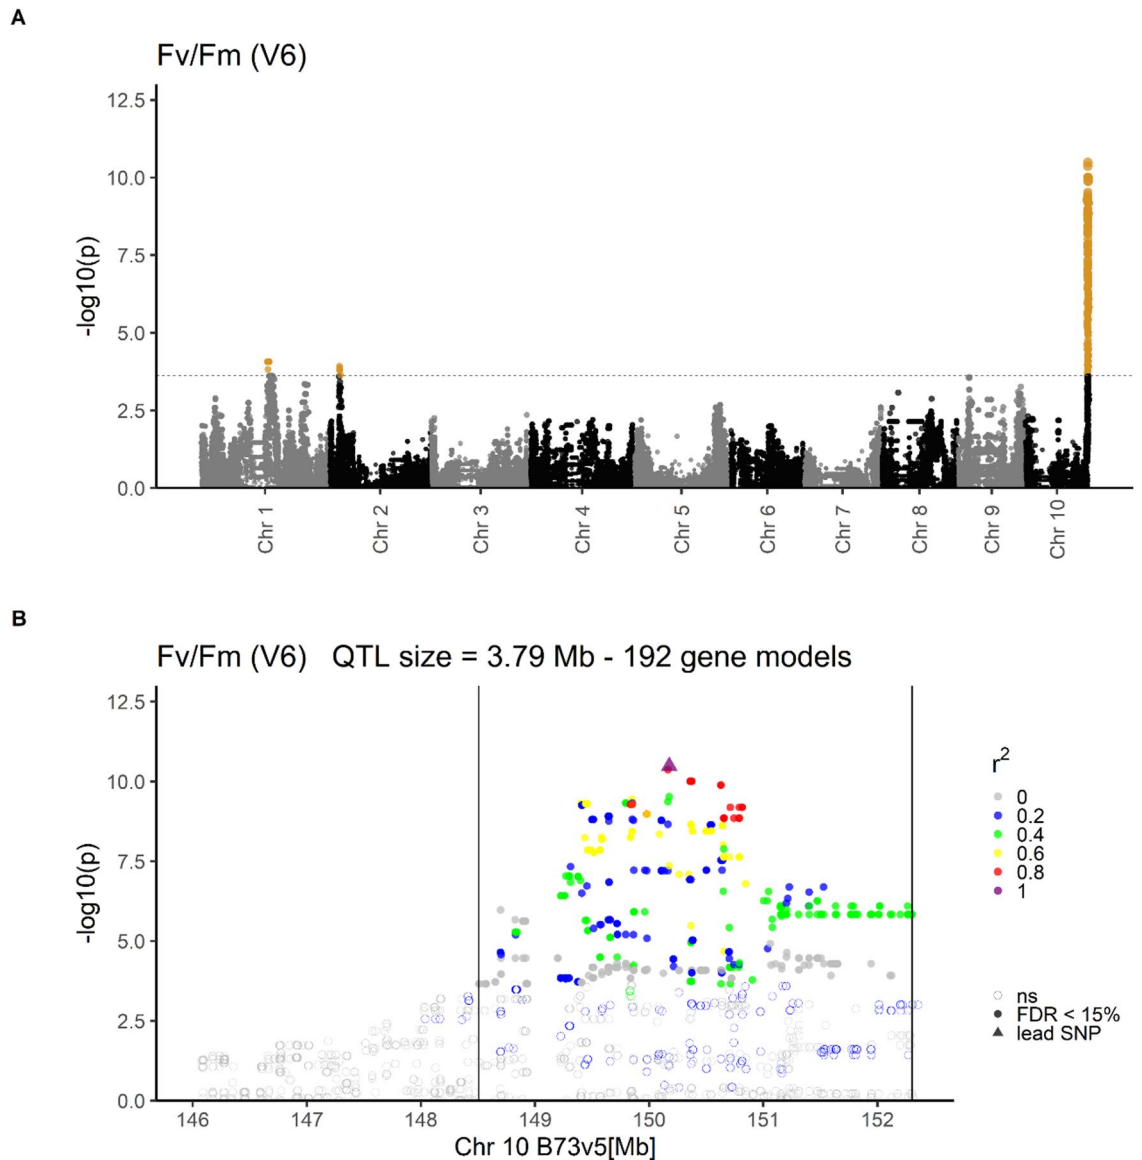 A
Fv/Fm (V6)
12.5
10.0
7.5
5.0
2.5
0.0
-log10(p)
Chr 1
Chr 2
Chr 3
Chr 4
Chr 5
Chr 6
Chr 7
Chr 8
Chr 9
Chr 10
B
Fv/Fm (V6) QTL size = 3.79 Mb - 192 gene models
12.5
10.0
7.5
5.0
2.5
0.0
-log10(p)
146
147
148
149
150
151
152
Chr 10 B73v5[Mb]
r²
0
0.2
0.4
0.6
0.8
1
ns
FDR < 15%
lead SNP